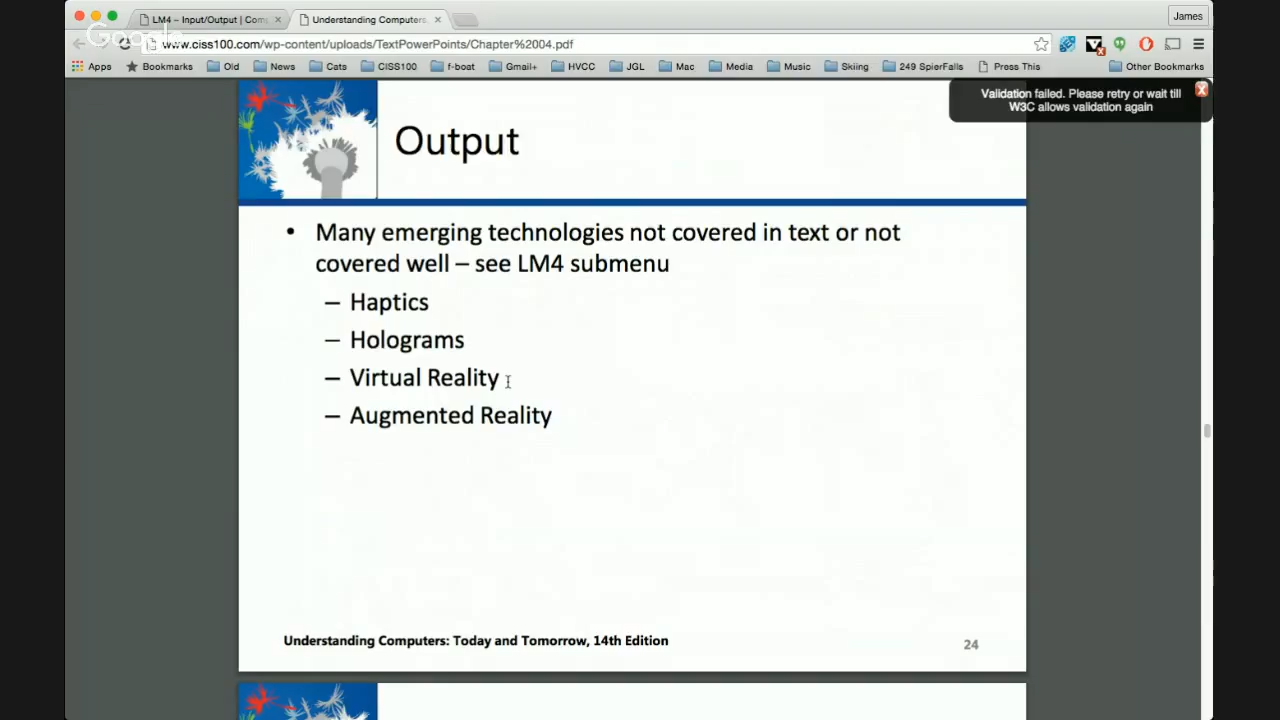 LM4 – Input/Output | Com
Understanding Computers,
James
Google
www.ciss100.com/wp-content/uploads/TextPowerPoints/Chapter%2004.pdf
Apps Bookmarks Old News Cats CISS100 f-boat Gmail+ HVCC JGL Mac Media Music Skiing 249 SpierFalls Press This Other Bookmarks
Validation failed. Please retry or wait till
W3C allows validation again
X
Output
• Many emerging technologies not covered in text or not
covered well – see LM4 submenu
– Haptics
– Holograms
– Virtual Reality
– Augmented Reality
Understanding Computers: Today and Tomorrow, 14th Edition
24